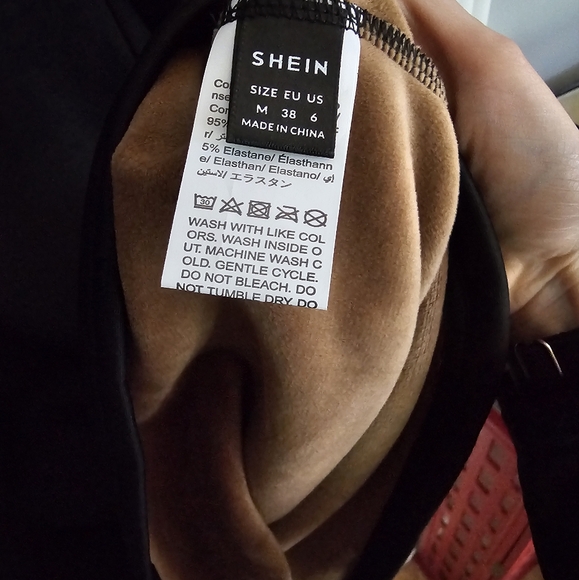 SHEIN
SIZE EU US
M 38 6
MADE IN CHINA
95%
5% Elastane/ Élasthann
e/ Elasthan/ Elastano/ إي
لاستين/ エラスタン
30
WASH WITH LIKE COL
ORS. WASH INSIDE O
UT. MACHINE WASH C
OLD. GENTLE CYCLE.
DO NOT BLEACH. DO
NOT TUMBLE DRY. DO